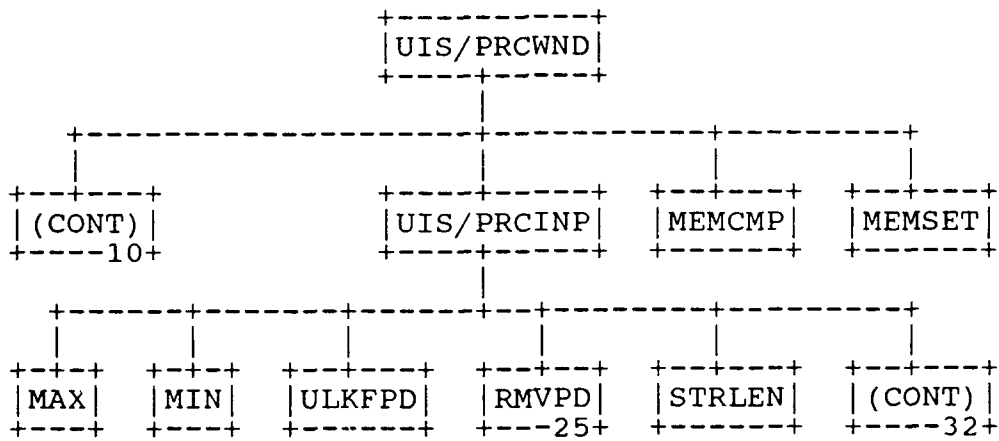 UIS/PRCWND
(CONT) UIS/PRCINP MEMCMP MEMSET
10
MAX MIN ULKFPD RMVPD STRLEN (CONT)
25 32